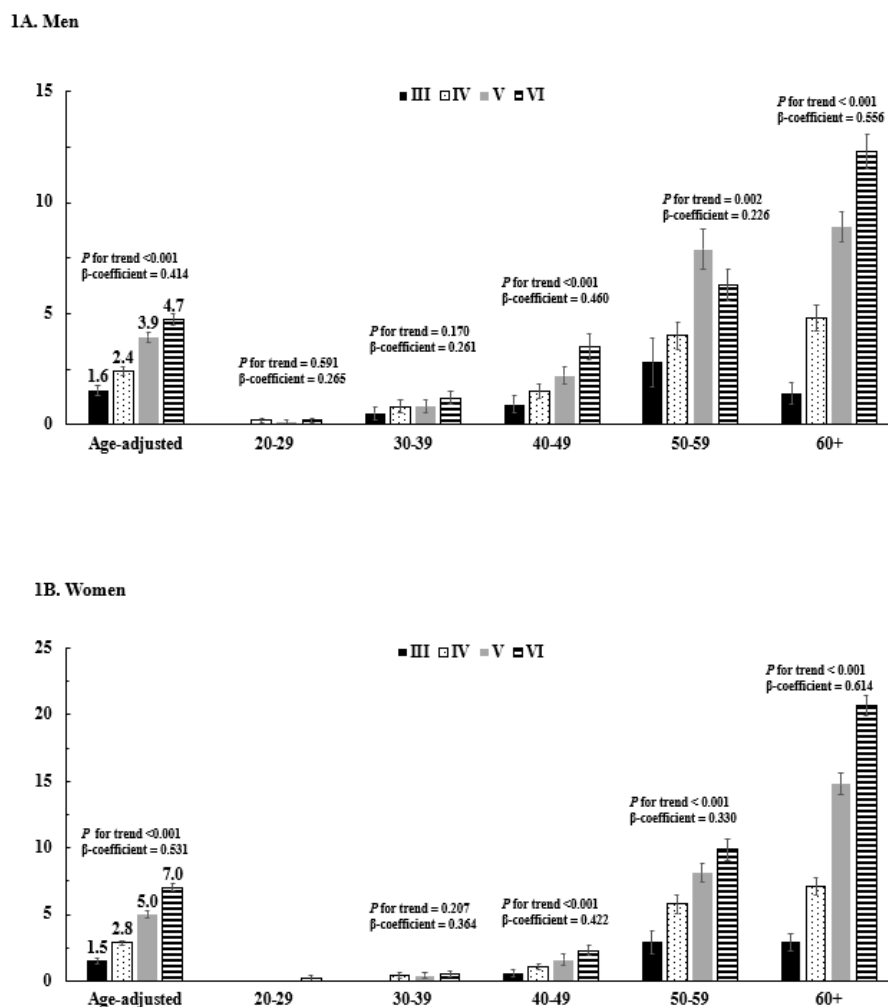 1A. Men
15
10
5
0
III IV V VI
P for trend <0.001
β-coefficient = 0.414
P for trend = 0.591
β-coefficient = 0.265
P for trend = 0.170
β-coefficient = 0.261
P for trend <0.001
β-coefficient = 0.460
P for trend = 0.002
β-coefficient = 0.226
P for trend < 0.001
β-coefficient = 0.556
1.6
2.4
3.9
4.7
Age-adjusted 20-29 30-39 40-49 50-59 60+
1B. Women
25
20
15
10
5
0
III IV V VI
P for trend <0.001
β-coefficient = 0.531
P for trend = 0.207
β-coefficient = 0.364
P for trend <0.001
β-coefficient = 0.422
P for trend < 0.001
β-coefficient = 0.330
P for trend < 0.001
β-coefficient = 0.614
1.5
2.8
5.0
7.0
Age-adjusted 20-29 30-39 40-49 50-59 60+